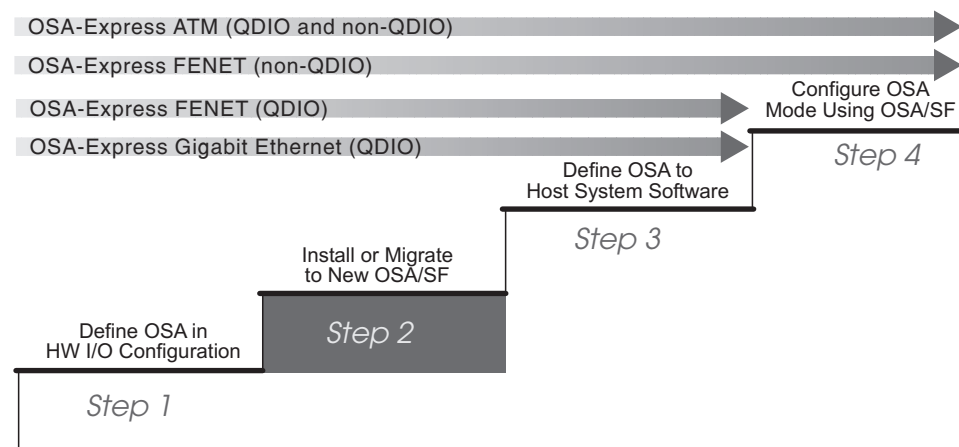 OSA-Express ATM (QDIO and non-QDIO)
OSA-Express FENET (non-QDIO)
OSA-Express FENET (QDIO)
OSA-Express Gigabit Ethernet (QDIO)
Configure OSA
Mode Using OSA/SF
Step 4
Define OSA to
Host System Software
Step 3
Install or Migrate
to New OSA/SF
Step 2
Define OSA in
HW I/O Configuration
Step 1